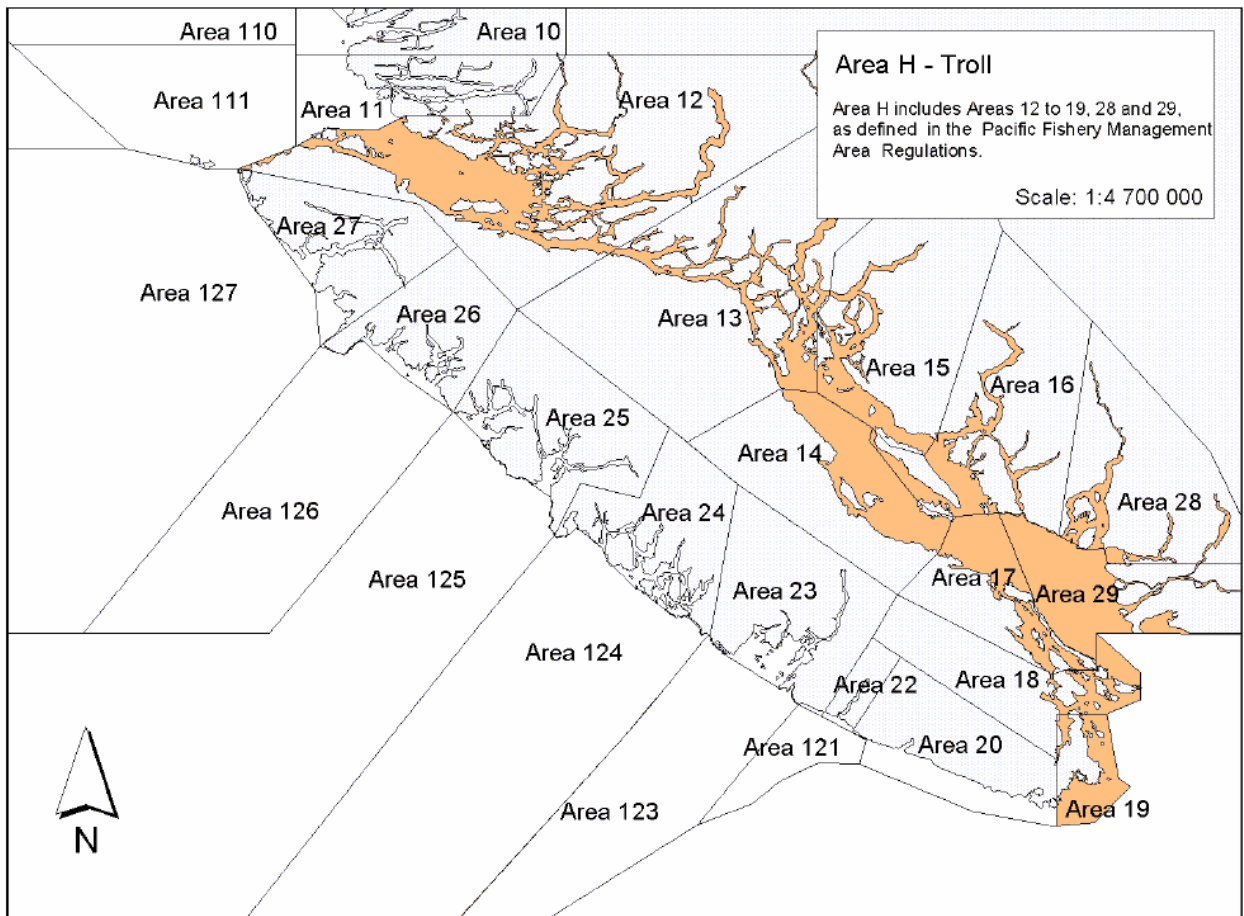 Area 110
Area 10
Area H - Troll
Area 111
Area 11
Area 12
Area H includes Areas 12 to 19, 28 and 29,
as defined in the Pacific Fishery Management
Area Regulations.
Scale: 1:4 700 000
Area 27
Area 127
Area 26
Area 13
Area 15
Area 16
Area 25
Area 14
Area 126
Area 24
Area 28
Area 125
Area 17
Area 23
Area 29
Area 124
Area 22
Area 18
Area 121
Area 20
Area 123
Area 19
N